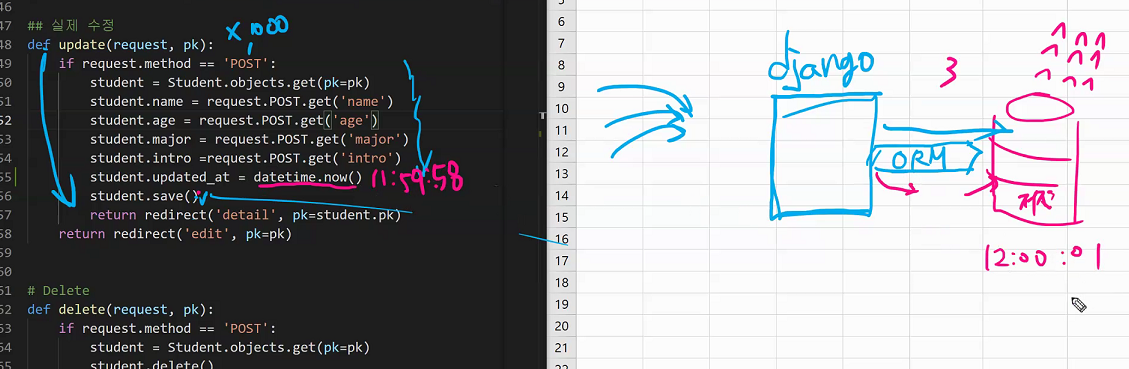 46
47 ## 실제 수정
48 def update(request, pk):
x 1000
49 if request.method == 'POST':
50 student = Student.objects.get(pk=pk)
51 student.name = request.POST.get('name')
52 student.age = request.POST.get('age')
53 student.major = request.POST.get('major')
54 student.intro =request.POST.get('intro')
55 student.updated_at = datetime.now() 11:59:58
56 student.save()
57 return redirect('detail', pk=student.pk)
58 return redirect('edit', pk=pk)
59
60
61 # Delete
62 def delete(request, pk):
63 if request.method == 'POST':
64 student = Student.objects.get(pk=pk)
65 student.delete()
5
6
7
8
9
10
11
12
13
14
15
16
17
18
19
20
21
22
django
3
ORM
12:00:01